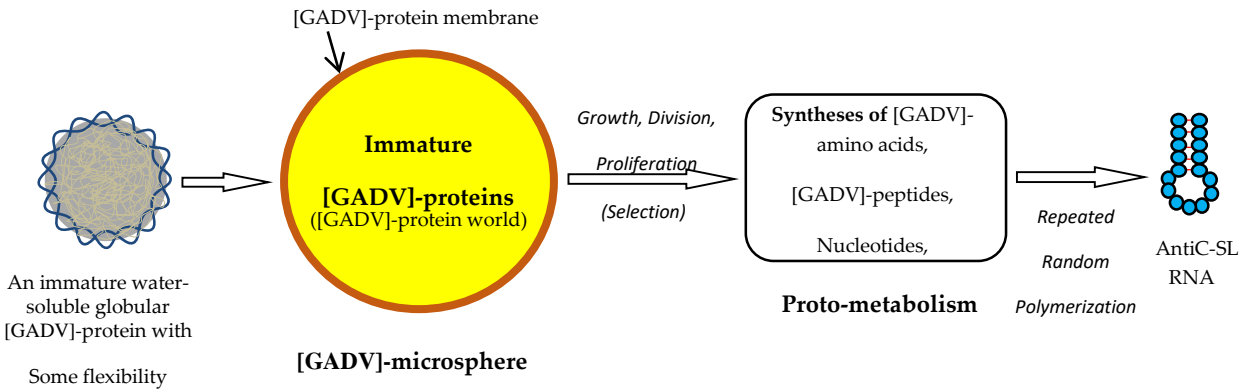 [GADV]-protein membrane
An immature water-
soluble globular
[GADV]-protein with
Some flexibility
Immature
[GADV]-proteins
([GADV]-protein world)
[GADV]-microsphere
Growth, Division,
Proliferation
(Selection)
Syntheses of [GADV]-
amino acids,
[GADV]-peptides,
Nucleotides,
Proto-metabolism
Repeated
Random
Polymerization
AntiC-SL
RNA